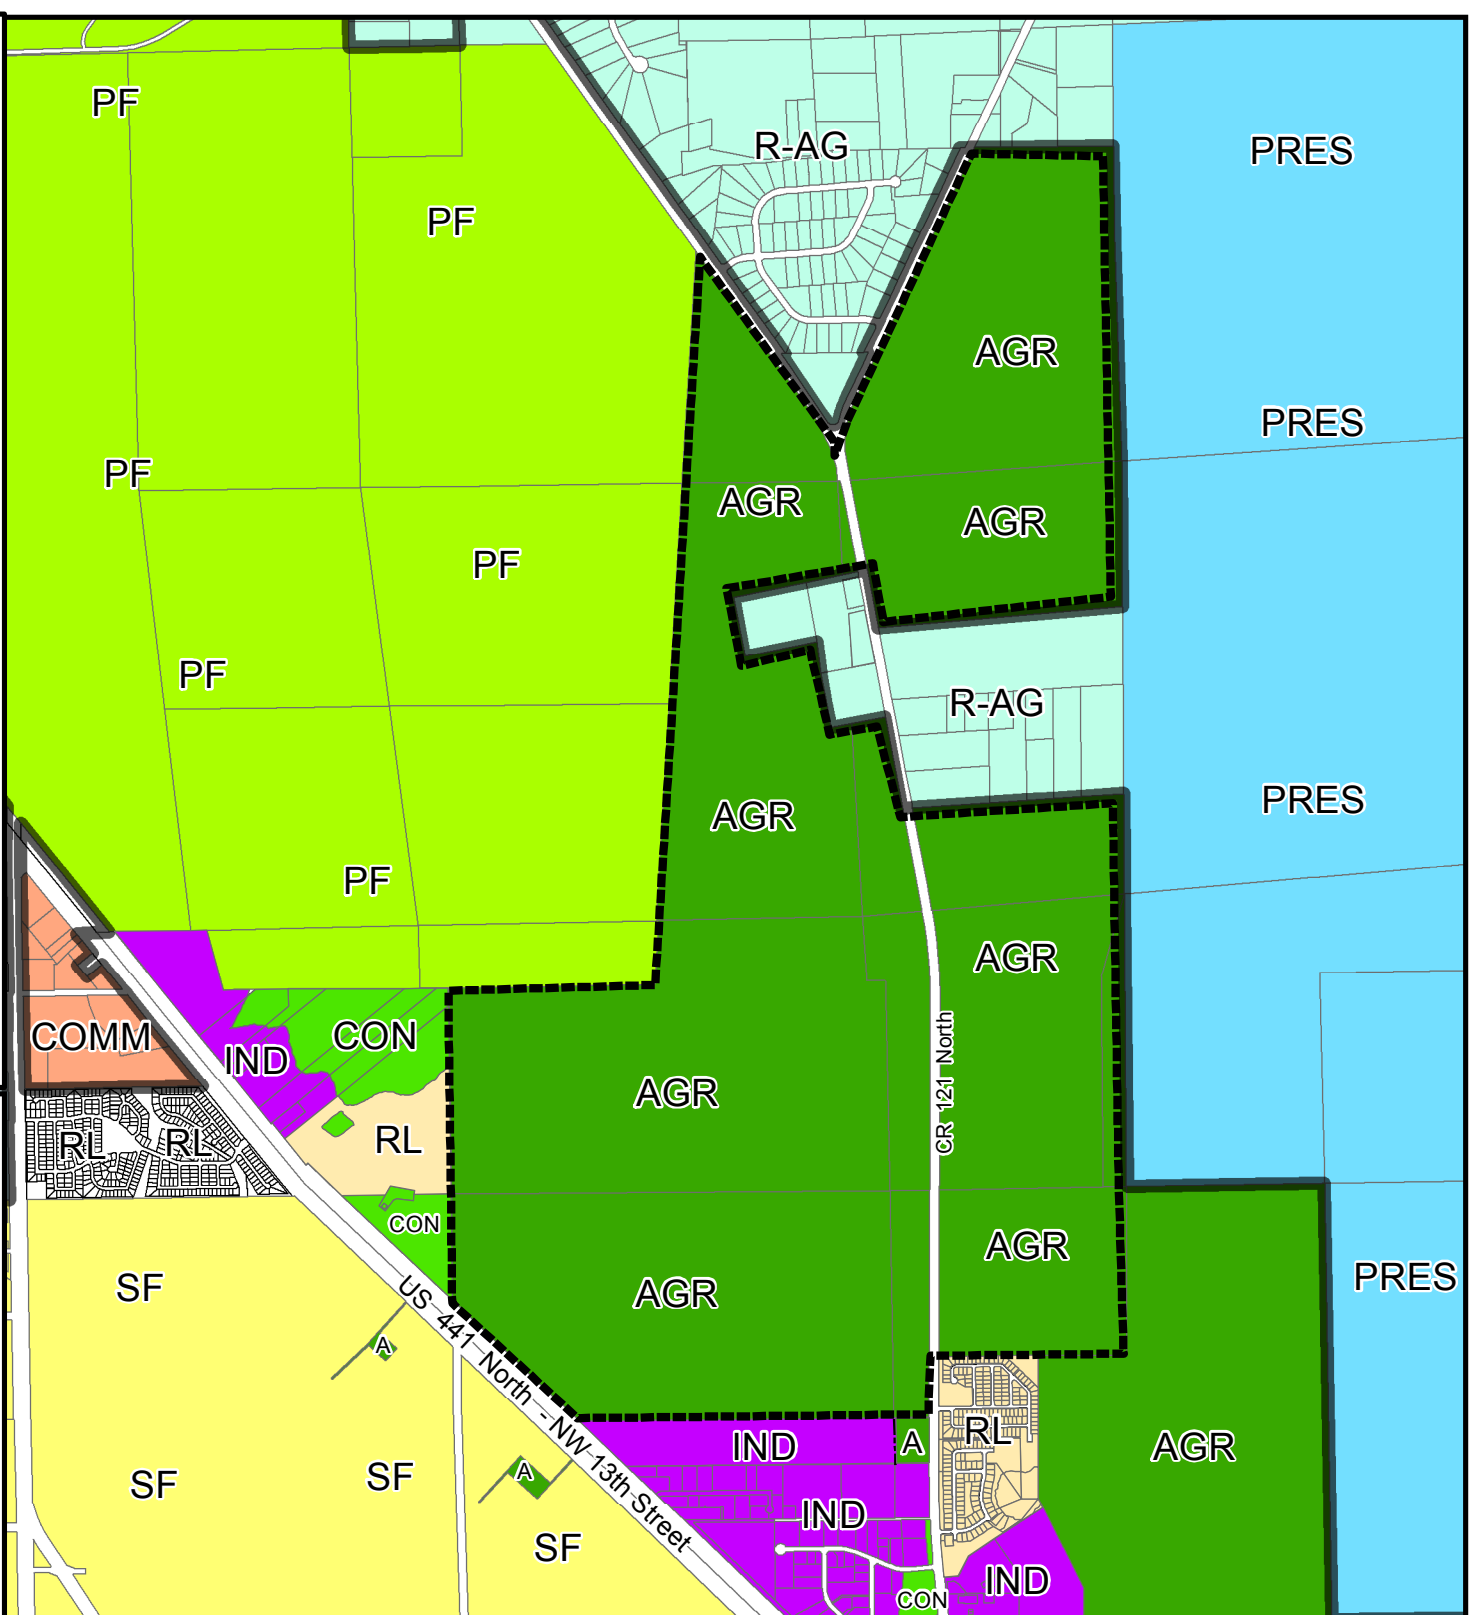 PF
R-AG
PRES
PF
AGR
PRES
PF
AGR
AGR
PF
PF
R-AG
PRES
AGR
PF
AGR
COMM
IND
CON
AGR
CR 121 North
RL
RL
RL
CON
AGR
PRES
SF
AGR
US 441 North - NW 13th Street
A
SF
SF
A
IND
A
RL
AGR
IND
SF
IND
CON